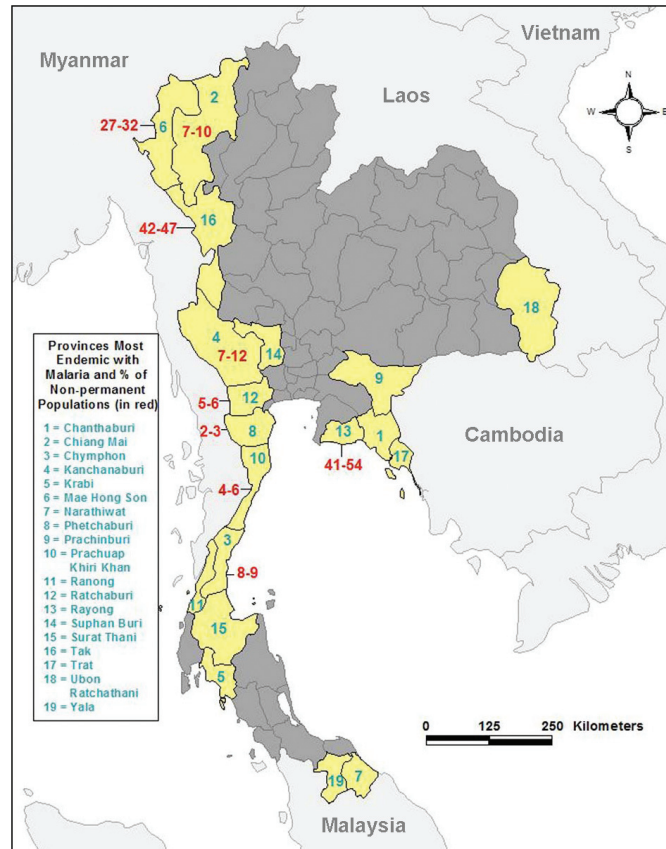 Vietnam
Myanmar
Laos
N
W
E
S
2
27-32
6
7-10
42-47
16
18
4
14
7-12
9
Provinces Most
Endemic with
Malaria and % of
Non-permanent
Populations (in red)
1 = Chanthaburi
2 = Chiang Mai
3 = Chymphon
4 = Kanchanaburi
5 = Krabi
6 = Mae Hong Son
7 = Narathiwat
8 = Phetchaburi
9 = Prachinburi
10 = Prachuap
Khiri Khan
11 = Ranong
12 = Ratchaburi
13 = Rayong
14 = Suphan Buri
15 = Surat Thani
16 = Tak
17 = Trat
18 = Ubon
Ratchathani
19 = Yala
5-6
12
2-3
8
13
1
Cambodia
10
17
41-54
4-6
3
8-9
11
15
5
0 125 250 Kilometers
19
7
Malaysia